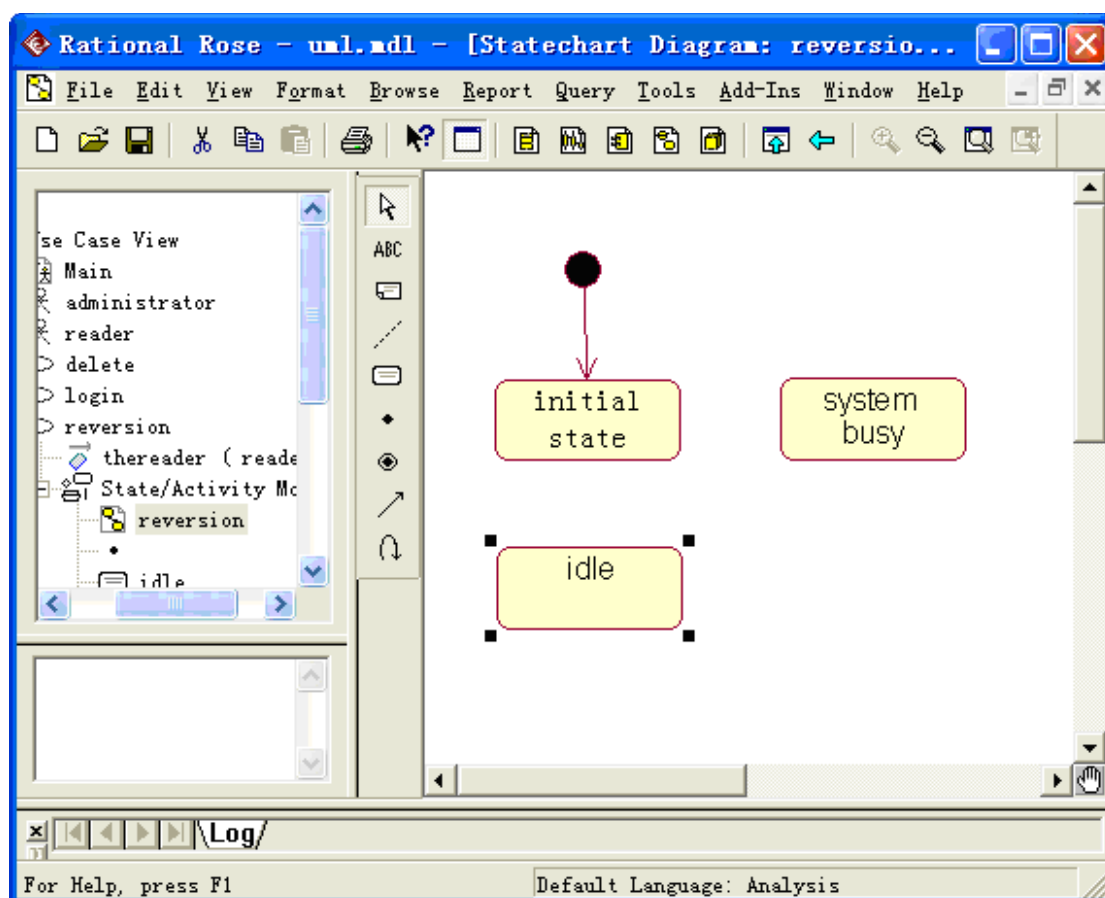 Rational Rose - uml.mdl - [Statechart Diagram: reversio...
File Edit View Format Browse Report Query Tools Add-Ins Window Help
se Case View
Main
administrator
reader
delete
login
reversion
thereader ( reade
State/Activity Mo
reversion
idle
ABC
initial
state
system
busy
idle
Log
For Help, press F1
Default Language: Analysis